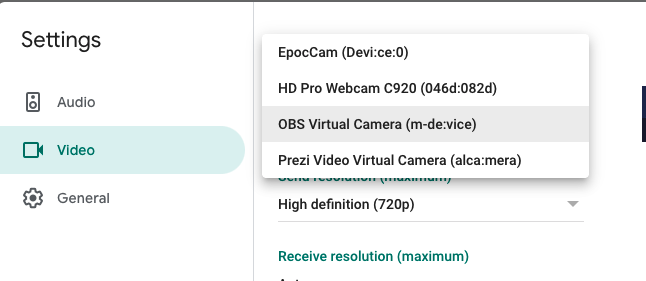 Settings
Audio
Video
General
EpocCam (Devi:ce:0)
HD Pro Webcam C920 (046d:082d)
OBS Virtual Camera (m-de:vice)
Prezi Video Virtual Camera (alca:mera)
Send resolution (maximum)
High definition (720p)
Receive resolution (maximum)